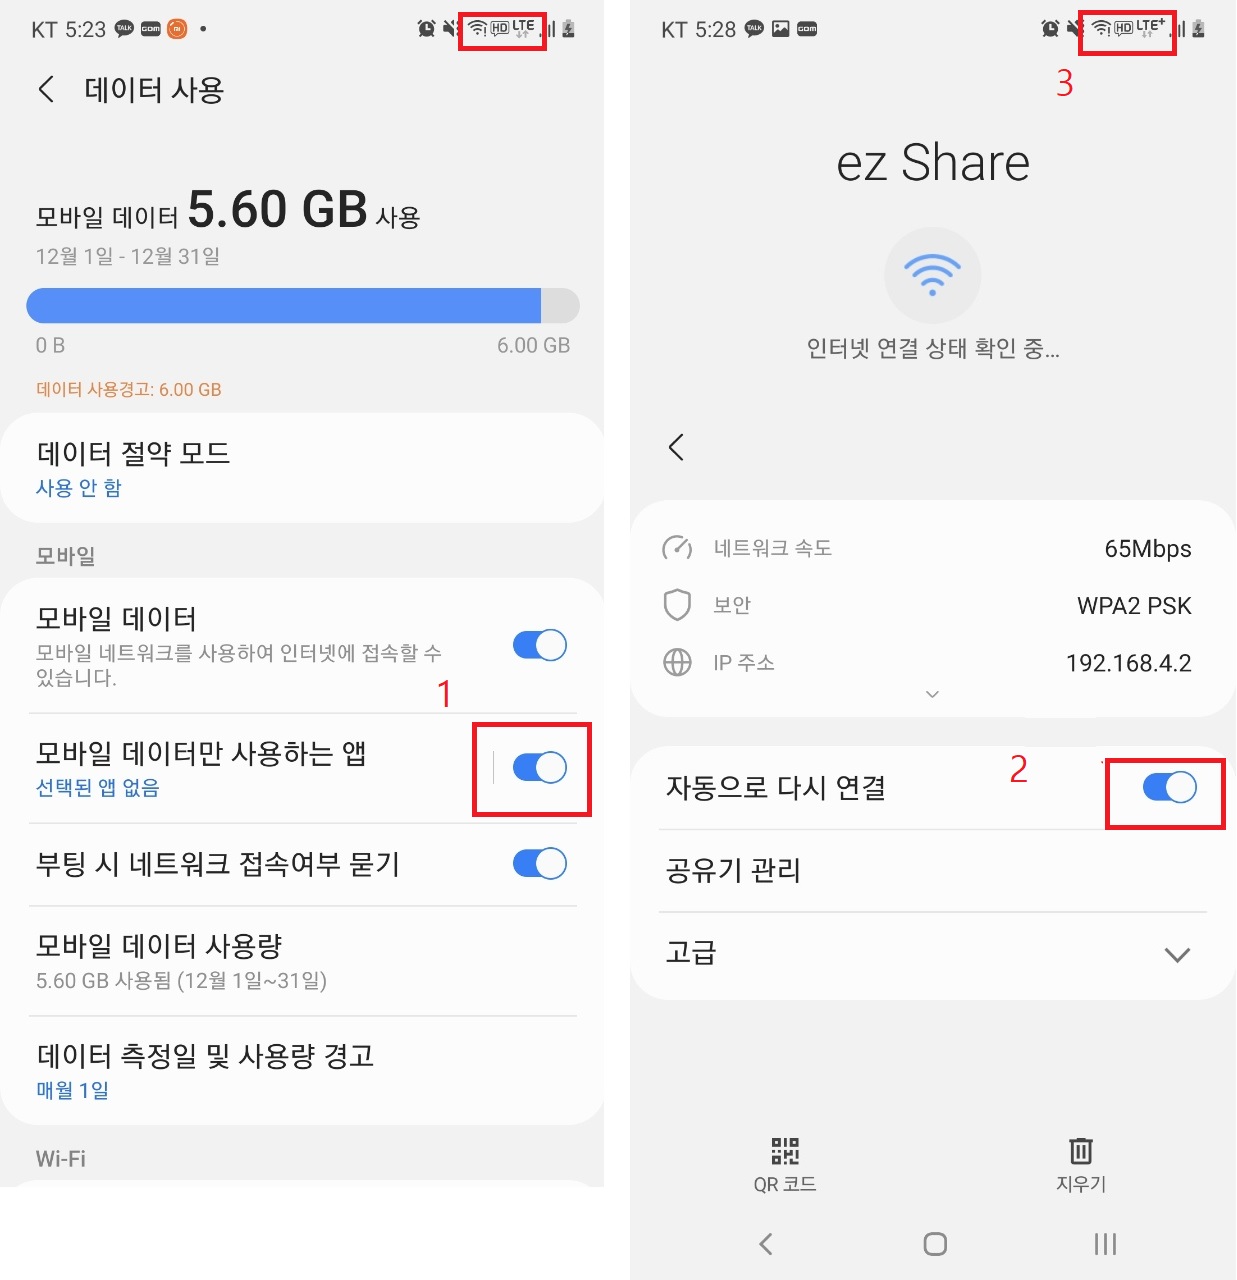 KT 5:23 TALK GOM HD LTE
데이터 사용
모바일 데이터 5.60 GB 사용
12월 1일 - 12월 31일
0 B 6.00 GB
데이터 사용경고: 6.00 GB
데이터 절약 모드
사용 안 함
모바일
모바일 데이터
모바일 네트워크를 사용하여 인터넷에 접속할 수
있습니다.
1
모바일 데이터만 사용하는 앱
선택된 앱 없음
부팅 시 네트워크 접속여부 묻기
모바일 데이터 사용량
5.60 GB 사용됨 (12월 1일~31일)
데이터 측정일 및 사용량 경고
매월 1일
Wi-Fi
KT 5:28 TALK GOM HD LTE+
3
ez Share
인터넷 연결 상태 확인 중...
네트워크 속도 65Mbps
보안 WPA2 PSK
IP 주소 192.168.4.2
2
자동으로 다시 연결
공유기 관리
고급
QR 코드 지우기